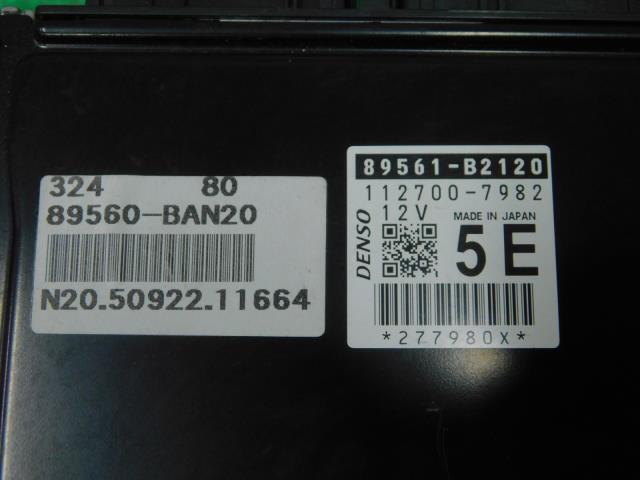 324 80
89560-BAN20
N20.50922.11664
89561-B2120
112700-7982
12V MADE IN JAPAN
DENSO
5E
*277980X*